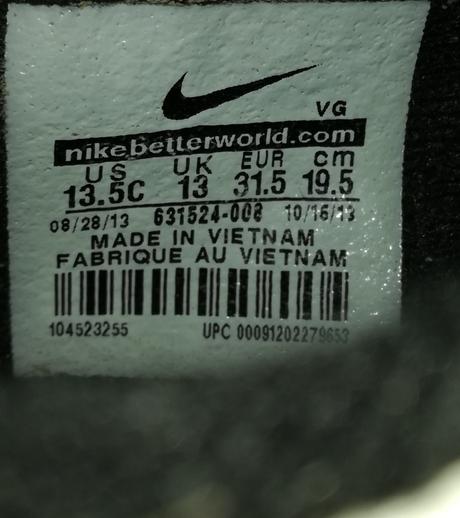 VG
nikebetterworld.com
US UK EUR cm
13.5C 13 31.5 19.5
08/28/13 631524-008 10/16/13
MADE IN VIETNAM
FABRIQUE AU VIETNAM
104523255 UPC 00091202279653